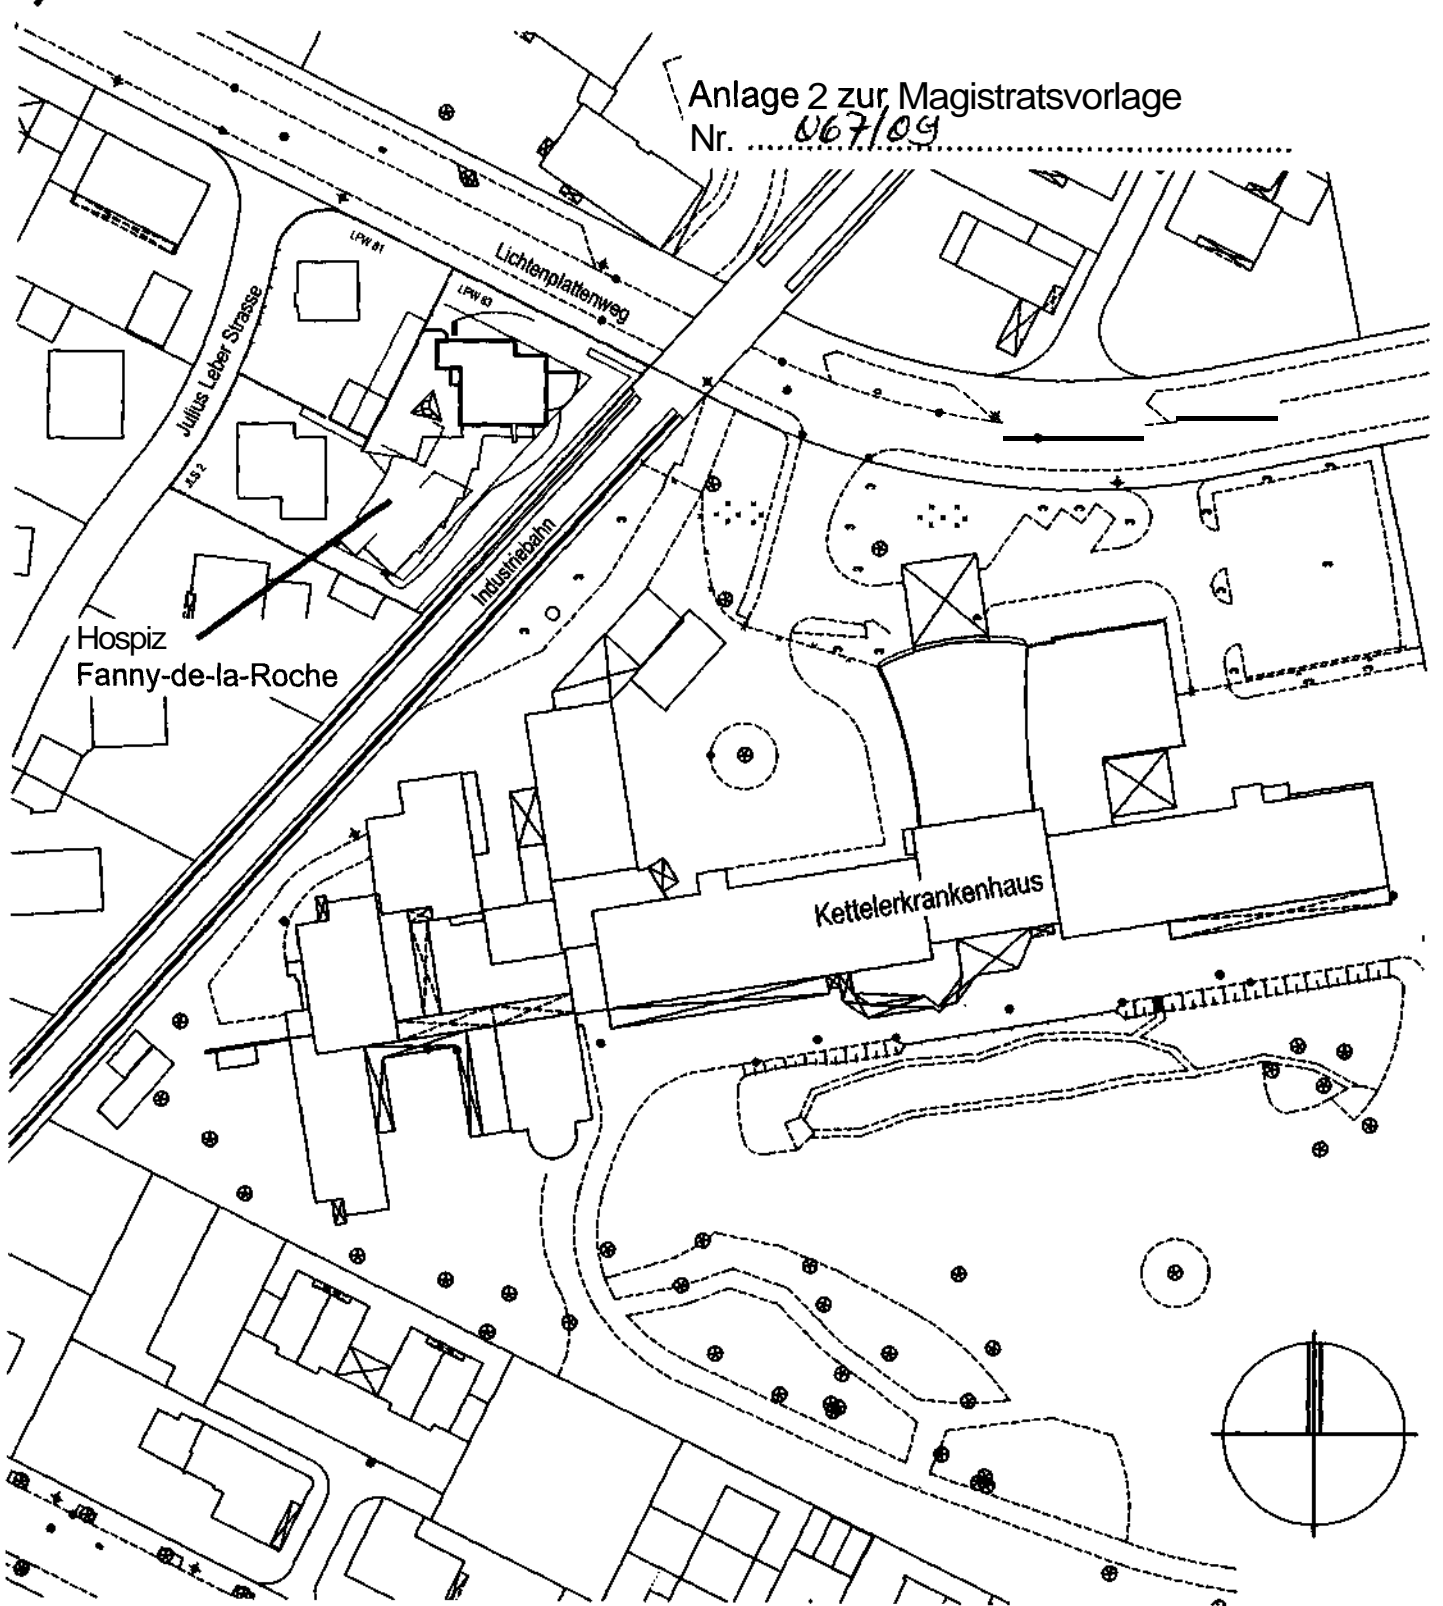 Anlage 2 zur Magistratsvorlage
Nr. 067/09
LPW 81
Lichtenplattenweg
LPW 83
Julius Leber Strasse
JLS 2
Industriebahn
Hospiz
Fanny-de-la-Roche
Kettelerkrankenhaus